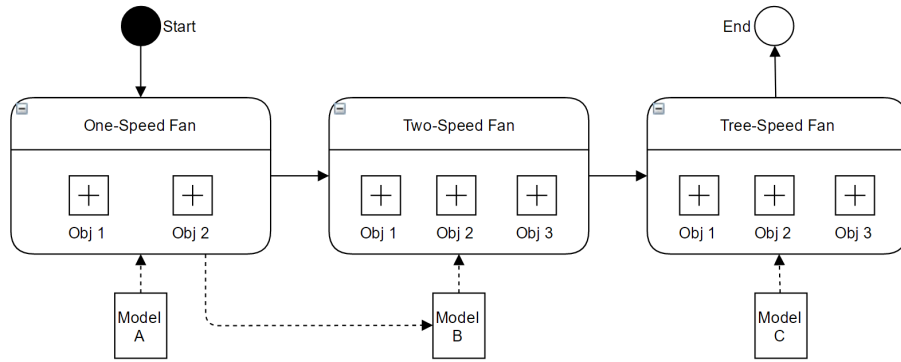 Start
End
One-Speed Fan
Two-Speed Fan
Tree-Speed Fan
Obj 1
Obj 2
Obj 1
Obj 2
Obj 3
Obj 1
Obj 2
Obj 3
Model
A
Model
B
Model
C